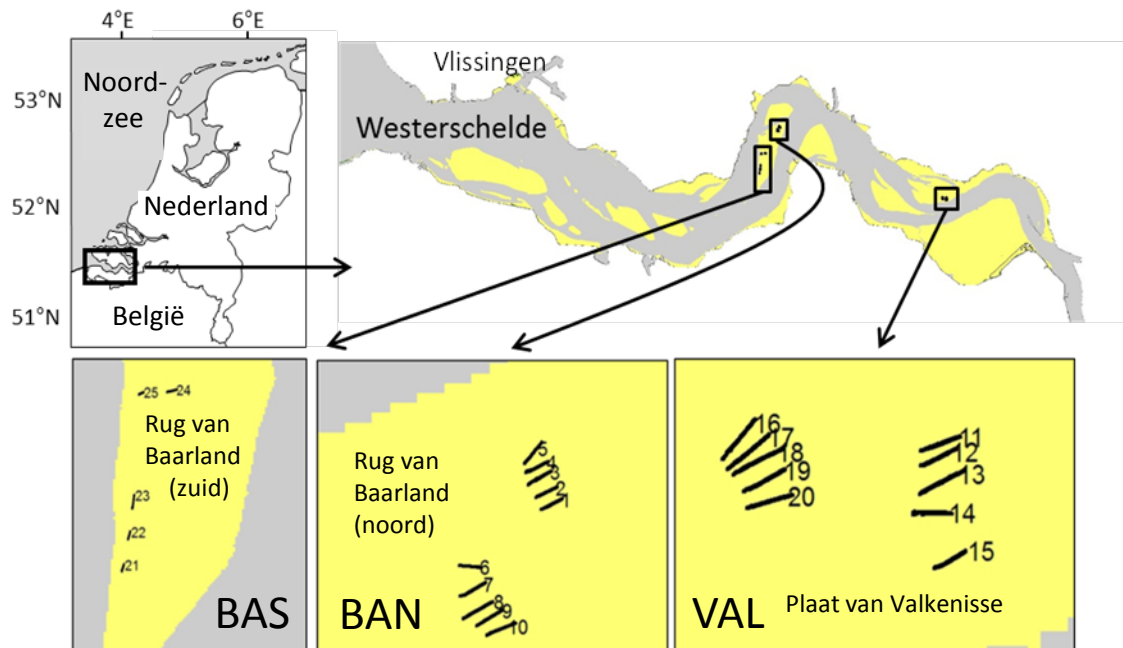 4°E
6°E
53°N
52°N
51°N
Noord-
zee
Nederland
België
Vlissingen
Westerschelde
25
24
Rug van
Baarland
(zuid)
23
22
21
BAS
5
4
3
2
1
Rug van
Baarland
(noord)
6
7
8
9
10
BAN
16
17
18
19
20
11
12
13
14
15
VAL
Plaat van Valkenisse